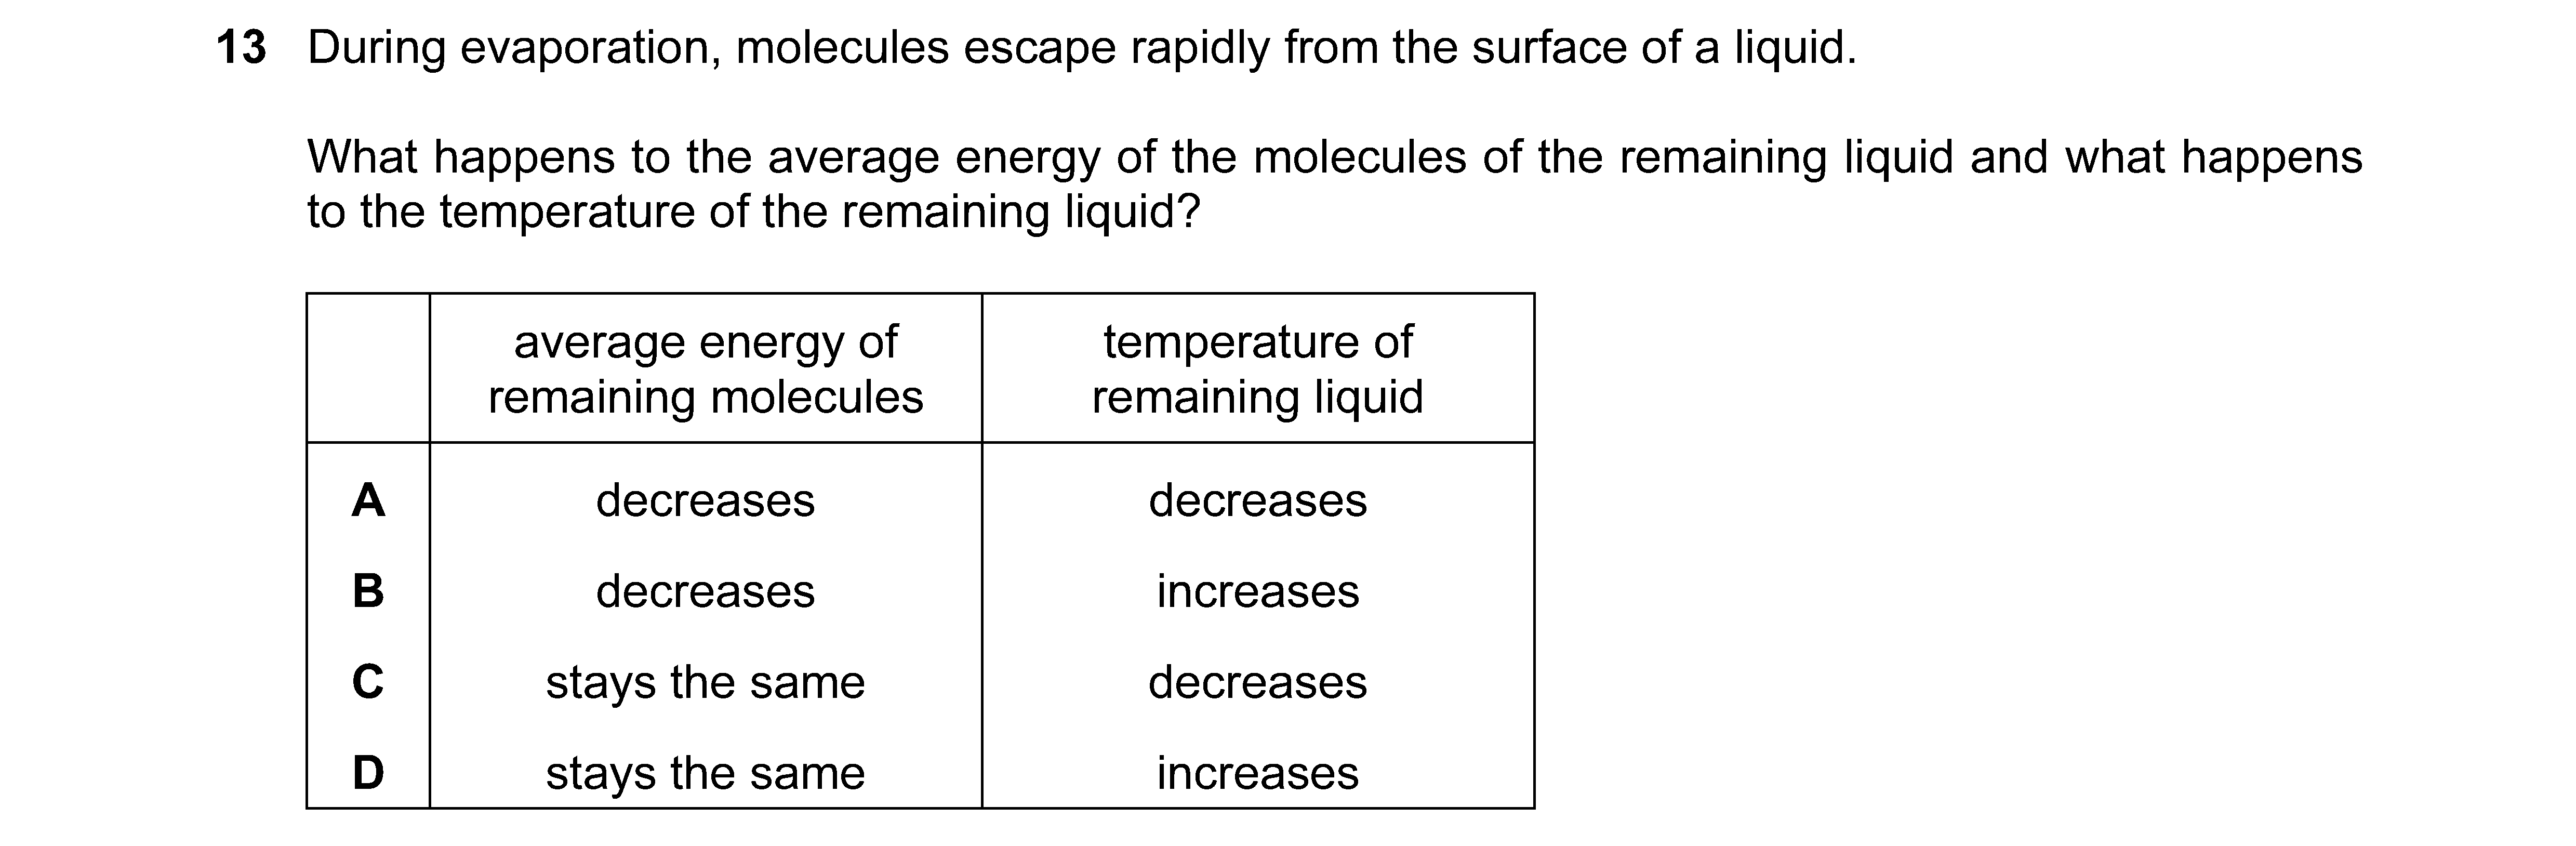 13 During evaporation, molecules escape rapidly from the surface of a liquid.
What happens to the average energy of the molecules of the remaining liquid and what happens
to the temperature of the remaining liquid?
average energy of remaining molecules temperature of remaining liquid
A decreases decreases
B decreases increases
C stays the same decreases
D stays the same increases